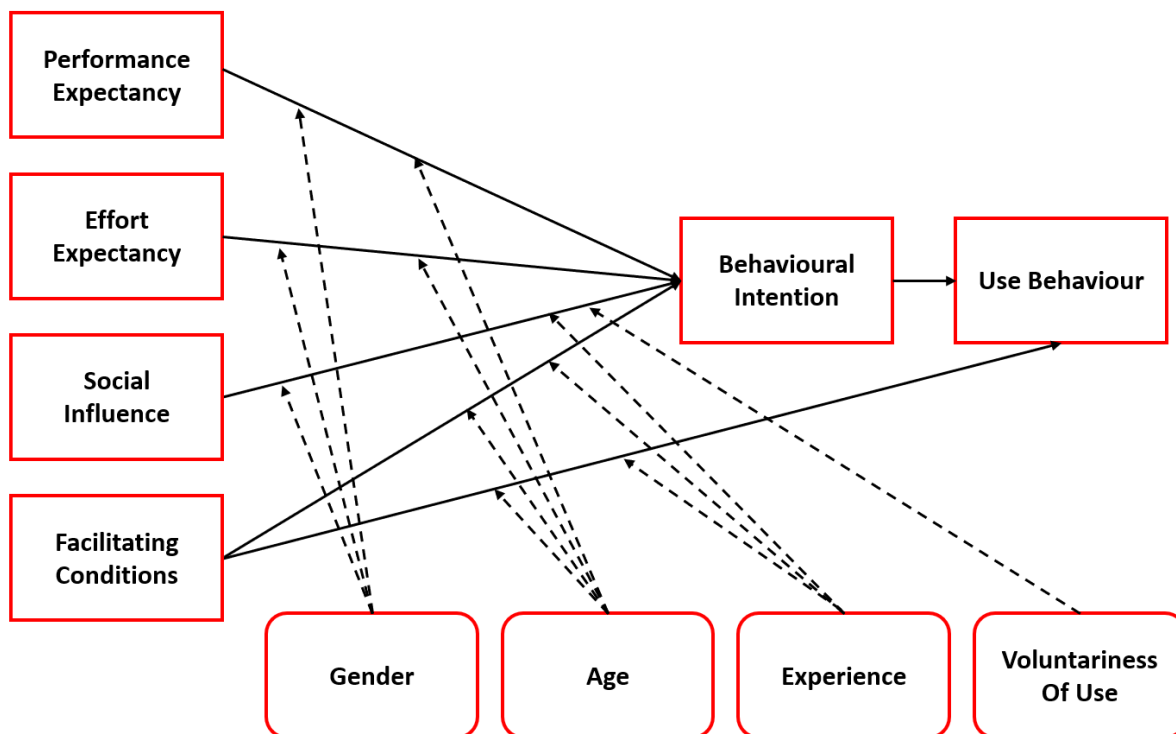 Performance
Expectancy
Effort
Expectancy
Social
Influence
Facilitating
Conditions
Behavioural
Intention
Use Behaviour
Gender
Age
Experience
Voluntariness
Of Use